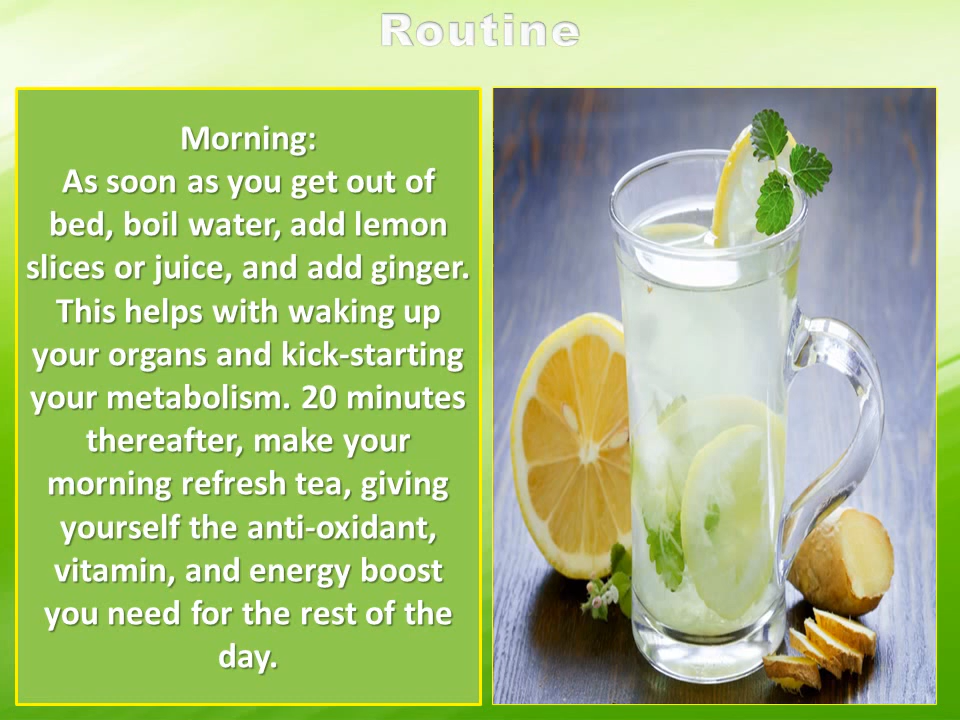 Routine
Morning:
As soon as you get out of
bed, boil water, add lemon
slices or juice, and add ginger.
This helps with waking up
your organs and kick-starting
your metabolism. 20 minutes
thereafter, make your
morning refresh tea, giving
yourself the anti-oxidant,
vitamin, and energy boost
you need for the rest of the
day.